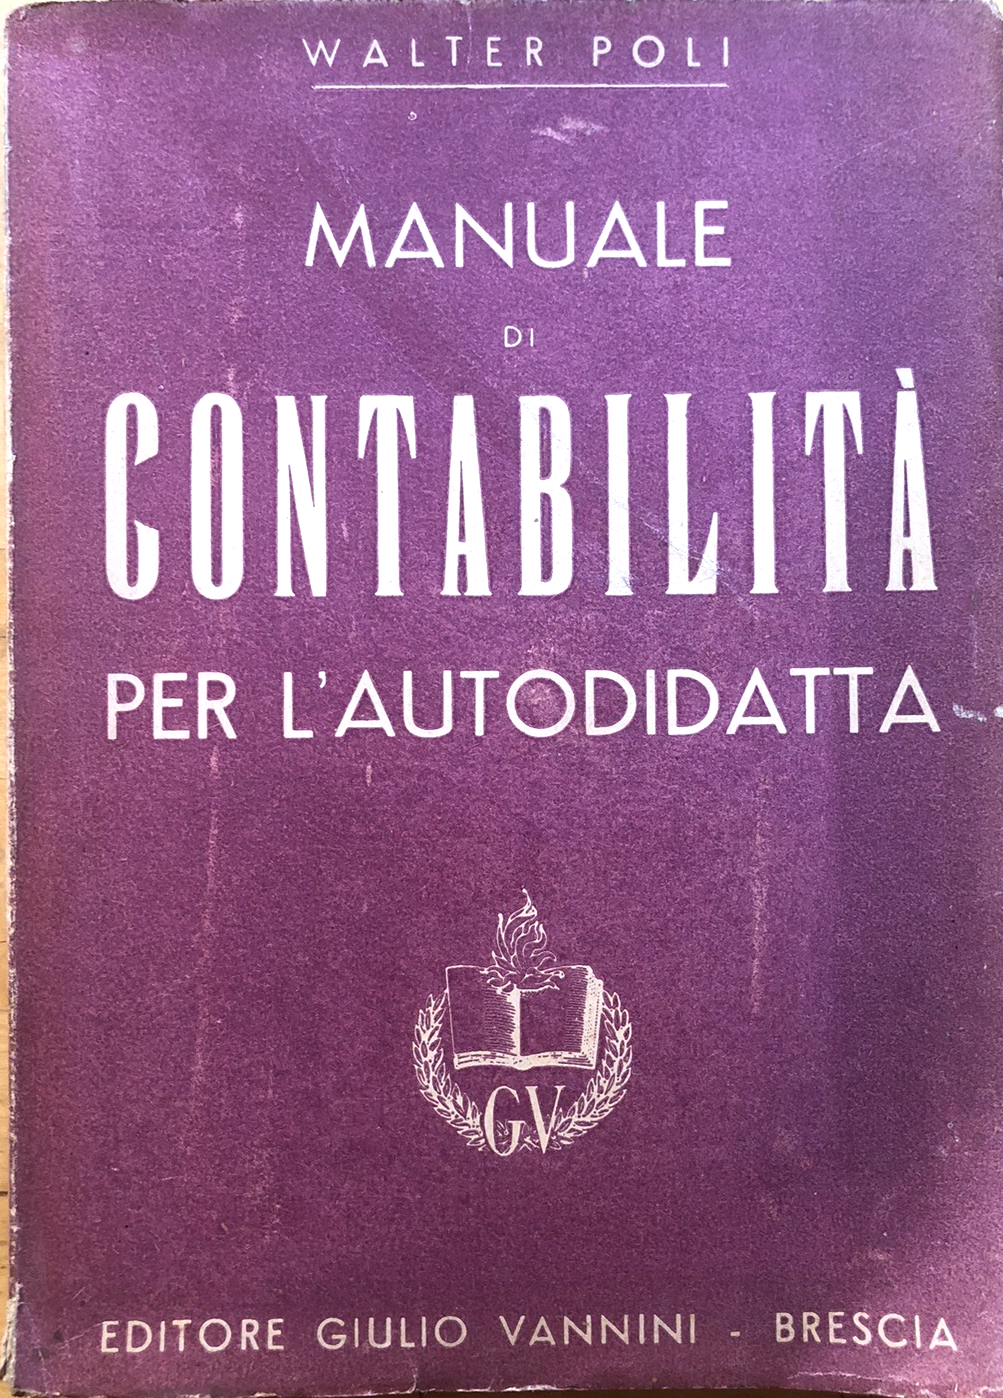 WALTER POLI
MANUALE
DI
CONTABILITÀ
PER L'AUTODIDATTA
GV
EDITORE GIULIO VANNINI - BRESCIA